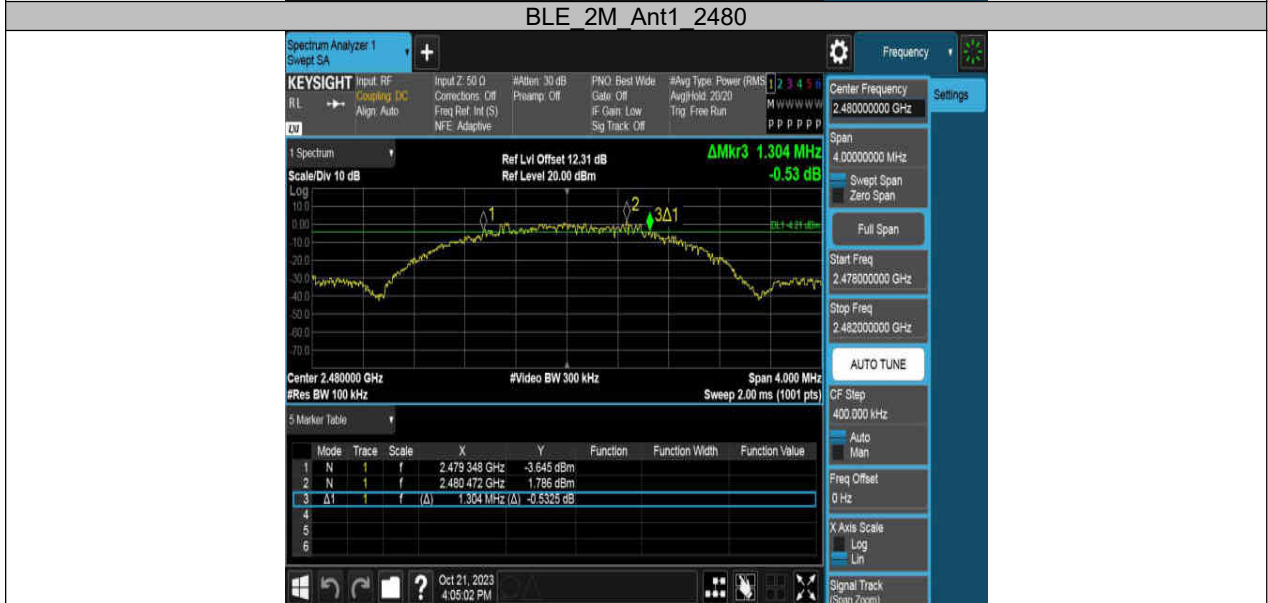 BLE_2M_Ant1_2480
Spectrum Analyzer 1
Swept SA
+
Frequency
KEYSIGHT
RL
Input: RF
Coupling: DC
Align: Auto
Input Z: 50 Ω
Corrections: Off
Freq Ref: Int (S)
NFE: Adaptive
#Atten: 30 dB
Preamp: Off
PNO: Best Wide
Gate: Off
IF Gain: Low
Sig Track: Off
#Avg Type: Power (RMS
Avg|Hold: 20/20
Trig: Free Run
1 2 3 4 5 6
M W W W W W
P P P P P P
Center Frequency
2.480000000 GHz
Settings
Span
4.00000000 MHz
Swept Span
Zero Span
Full Span
Start Freq
2.478000000 GHz
Stop Freq
2.482000000 GHz
AUTO TUNE
CF Step
400.000 kHz
Auto
Man
Freq Offset
0 Hz
X Axis Scale
Log
Lin
Signal Track
(Span Zoom)
1 Spectrum
Scale/Div 10 dB
Ref Lvl Offset 12.31 dB
Ref Level 20.00 dBm
ΔMkr3 1.304 MHz
-0.53 dB
Log
10.0
0.00
-10.0
-20.0
-30.0
-40.0
-50.0
-60.0
-70.0
1
2
3Δ1
DL1 -4.21 dBm
Center 2.480000 GHz
#Res BW 100 kHz
#Video BW 300 kHz
Span 4.000 MHz
Sweep 2.00 ms (1001 pts)
5 Marker Table
Mode Trace Scale X Y Function Function Width Function Value
1 N 1 f 2.479 348 GHz -3.645 dBm
2 N 1 f 2.480 472 GHz 1.786 dBm
3 Δ1 1 f (Δ) 1.304 MHz (Δ) -0.5325 dB
4
5
6
?
Oct 21, 2023
4:05:02 PM